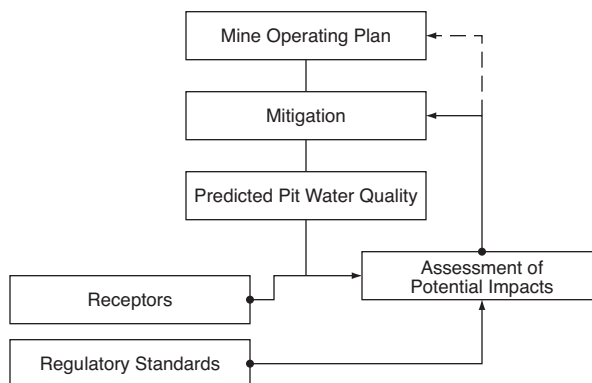 Mine Operating Plan
Mitigation
Predicted Pit Water Quality
Assessment of
Potential Impacts
Receptors
Regulatory Standards